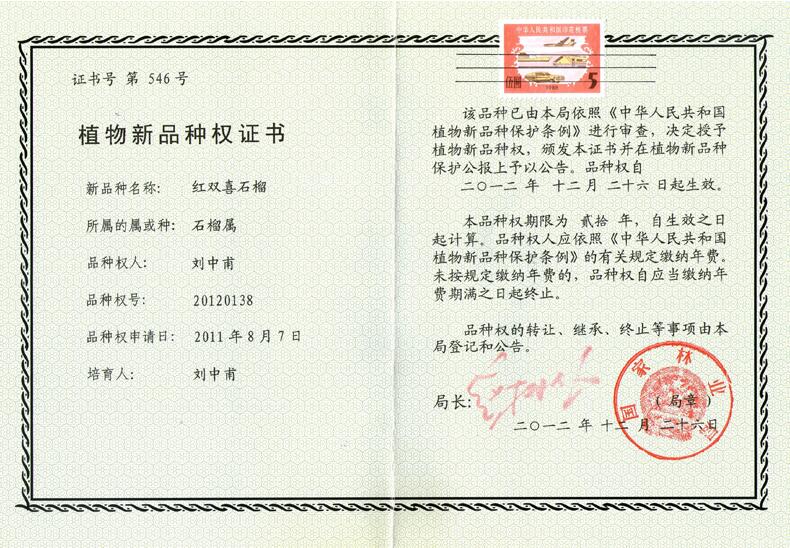 证书号 第 546 号
植物新品种权证书
新品种名称: 红双喜石榴
所属的属或种: 石榴属
品种权人: 刘中甫
品种权号: 20120138
品种权申请日: 2011年8月7日
培育人: 刘中甫
中华人民共和国印花税票
伍圆
1988
5
该品种已由本局依照《中华人民共和国
植物新品种保护条例》进行审查，决定授予
植物新品种权，颁发本证书并在植物新品种
保护公报上予以公告。品种权自
二〇一二 年 十二月 二十六日起生效。
本品种权期限为 贰拾 年，自生效之日
起计算。品种权人应依照《中华人民共和国
植物新品种保护条例》的有关规定缴纳年费。
未按规定缴纳年费的，品种权自应当缴纳年
费期满之日起终止。
品种权的转让、继承、终止等事项由本
局登记和公告。
局长:
(局章)
国家林业局
二〇一二 年 十二 月 二十六日